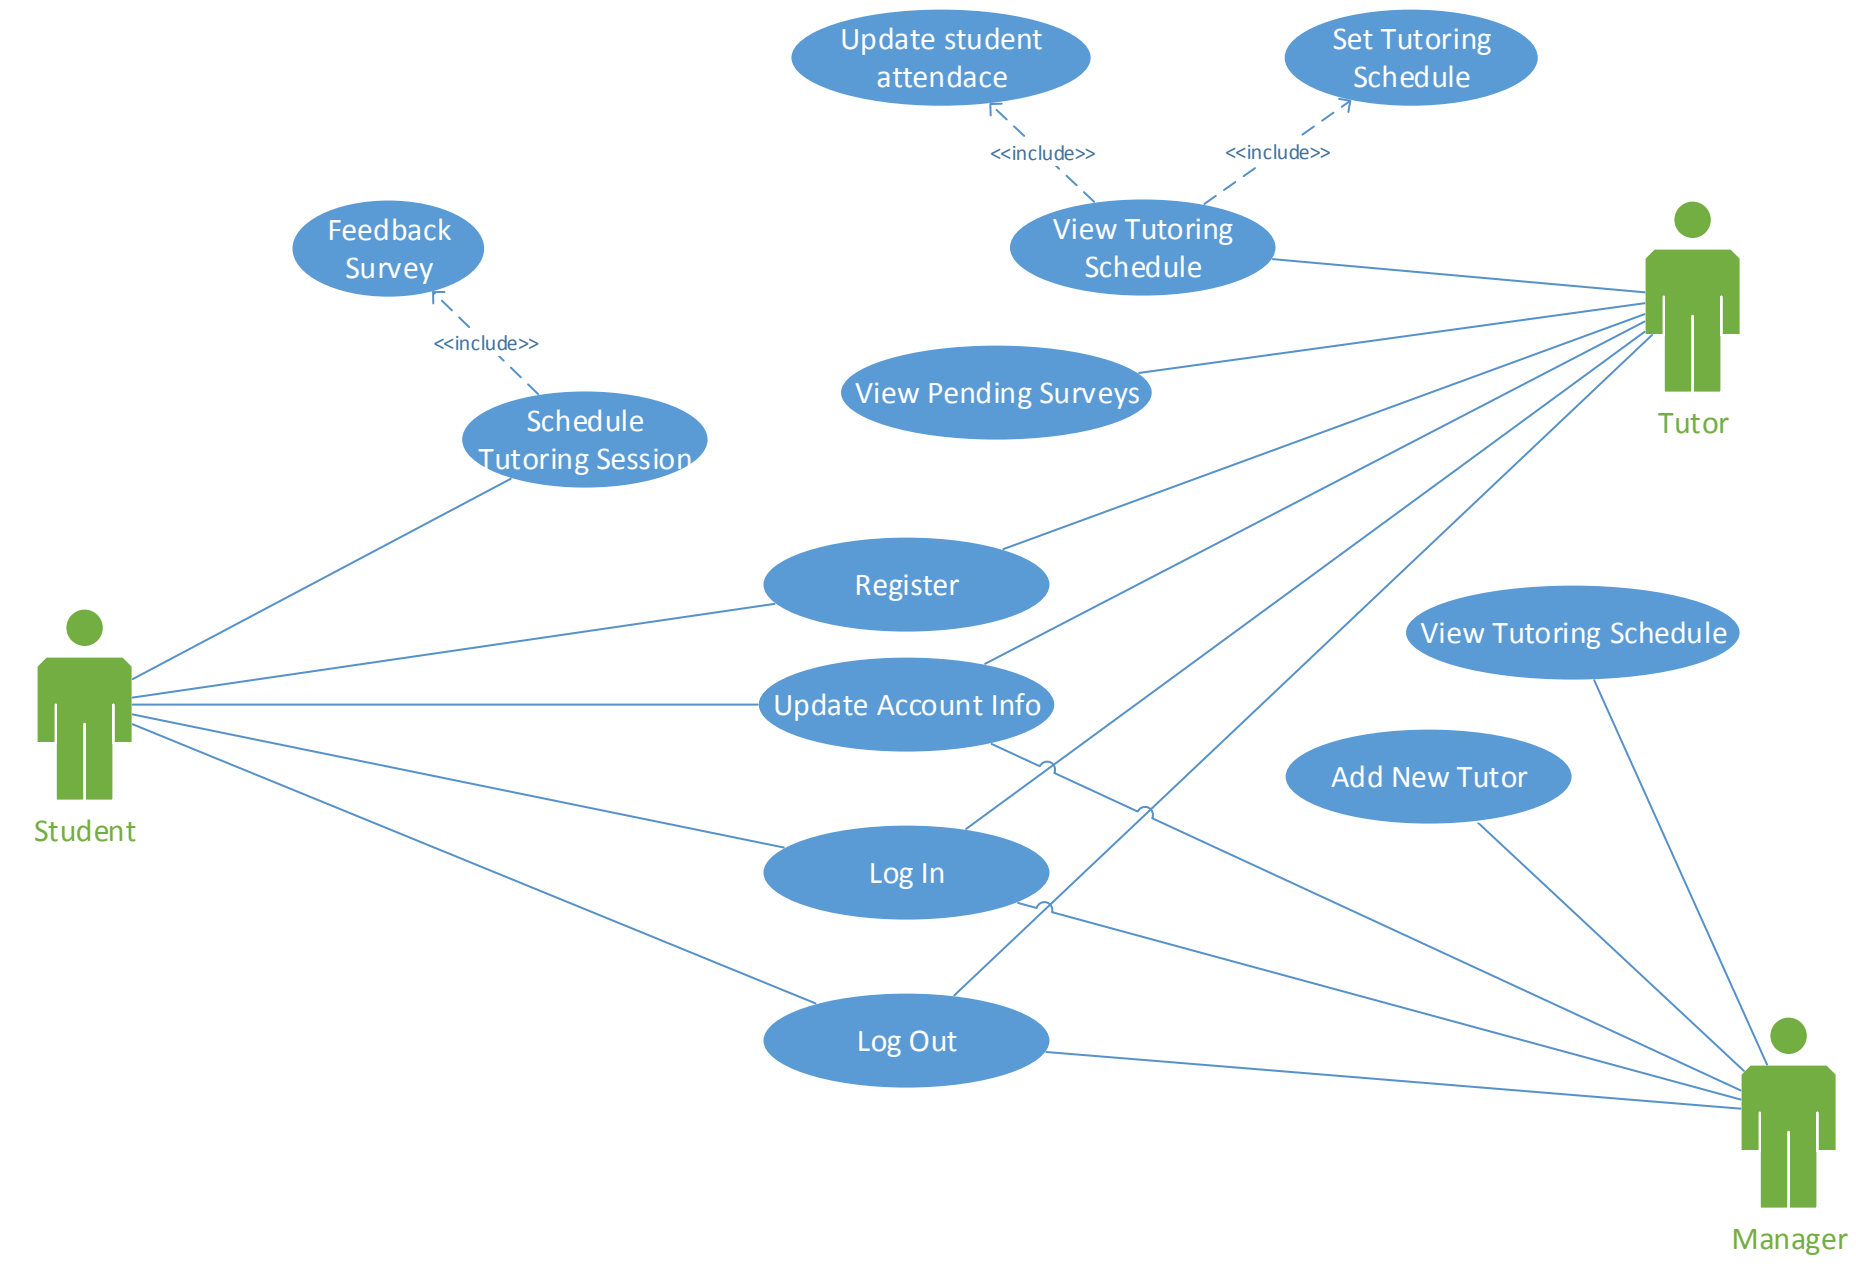 Update student
attendace
Set Tutoring
Schedule
<<include>>
<<include>>
Feedback
Survey
View Tutoring
Schedule
<<include>>
View Pending Surveys
Tutor
Schedule
Tutoring Session
Register
View Tutoring Schedule
Update Account Info
Add New Tutor
Student
Log In
Log Out
Manager